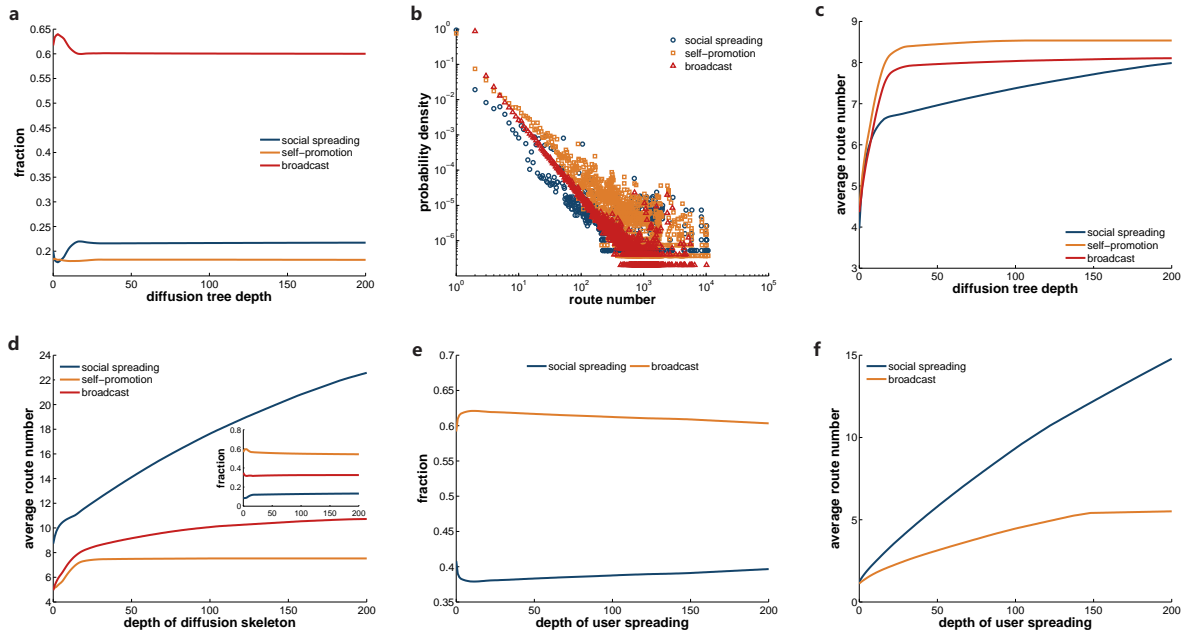 a
0.65
0.6
0.55
0.5
0.45
0.4
0.35
0.3
0.25
0.2
fraction
social spreading
self−promotion
broadcast
0 50 100 150 200
diffusion tree depth
b
10^0
10^−1
10^−2
10^−3
10^−4
10^−5
10^−6
probability density
social spreading
self−promotion
broadcast
10^0 10^1 10^2 10^3 10^4 10^5
route number
c
9
8
7
6
5
4
3
average route number
social spreading
self−promotion
broadcast
0 50 100 150 200
diffusion tree depth
d
24
22
20
18
16
14
12
10
8
6
4
average route number
social spreading
self−promotion
broadcast
0.8
0.6
0.4
0.2
0
fraction
0 50 100 150 200
0 50 100 150 200
depth of diffusion skeleton
e
0.7
0.6
0.5
0.4
0.35
fraction
social spreading broadcast
0 50 100 150 200
depth of user spreading
f
15
10
5
0
average route number
social spreading
broadcast
0 50 100 150 200
depth of user spreading